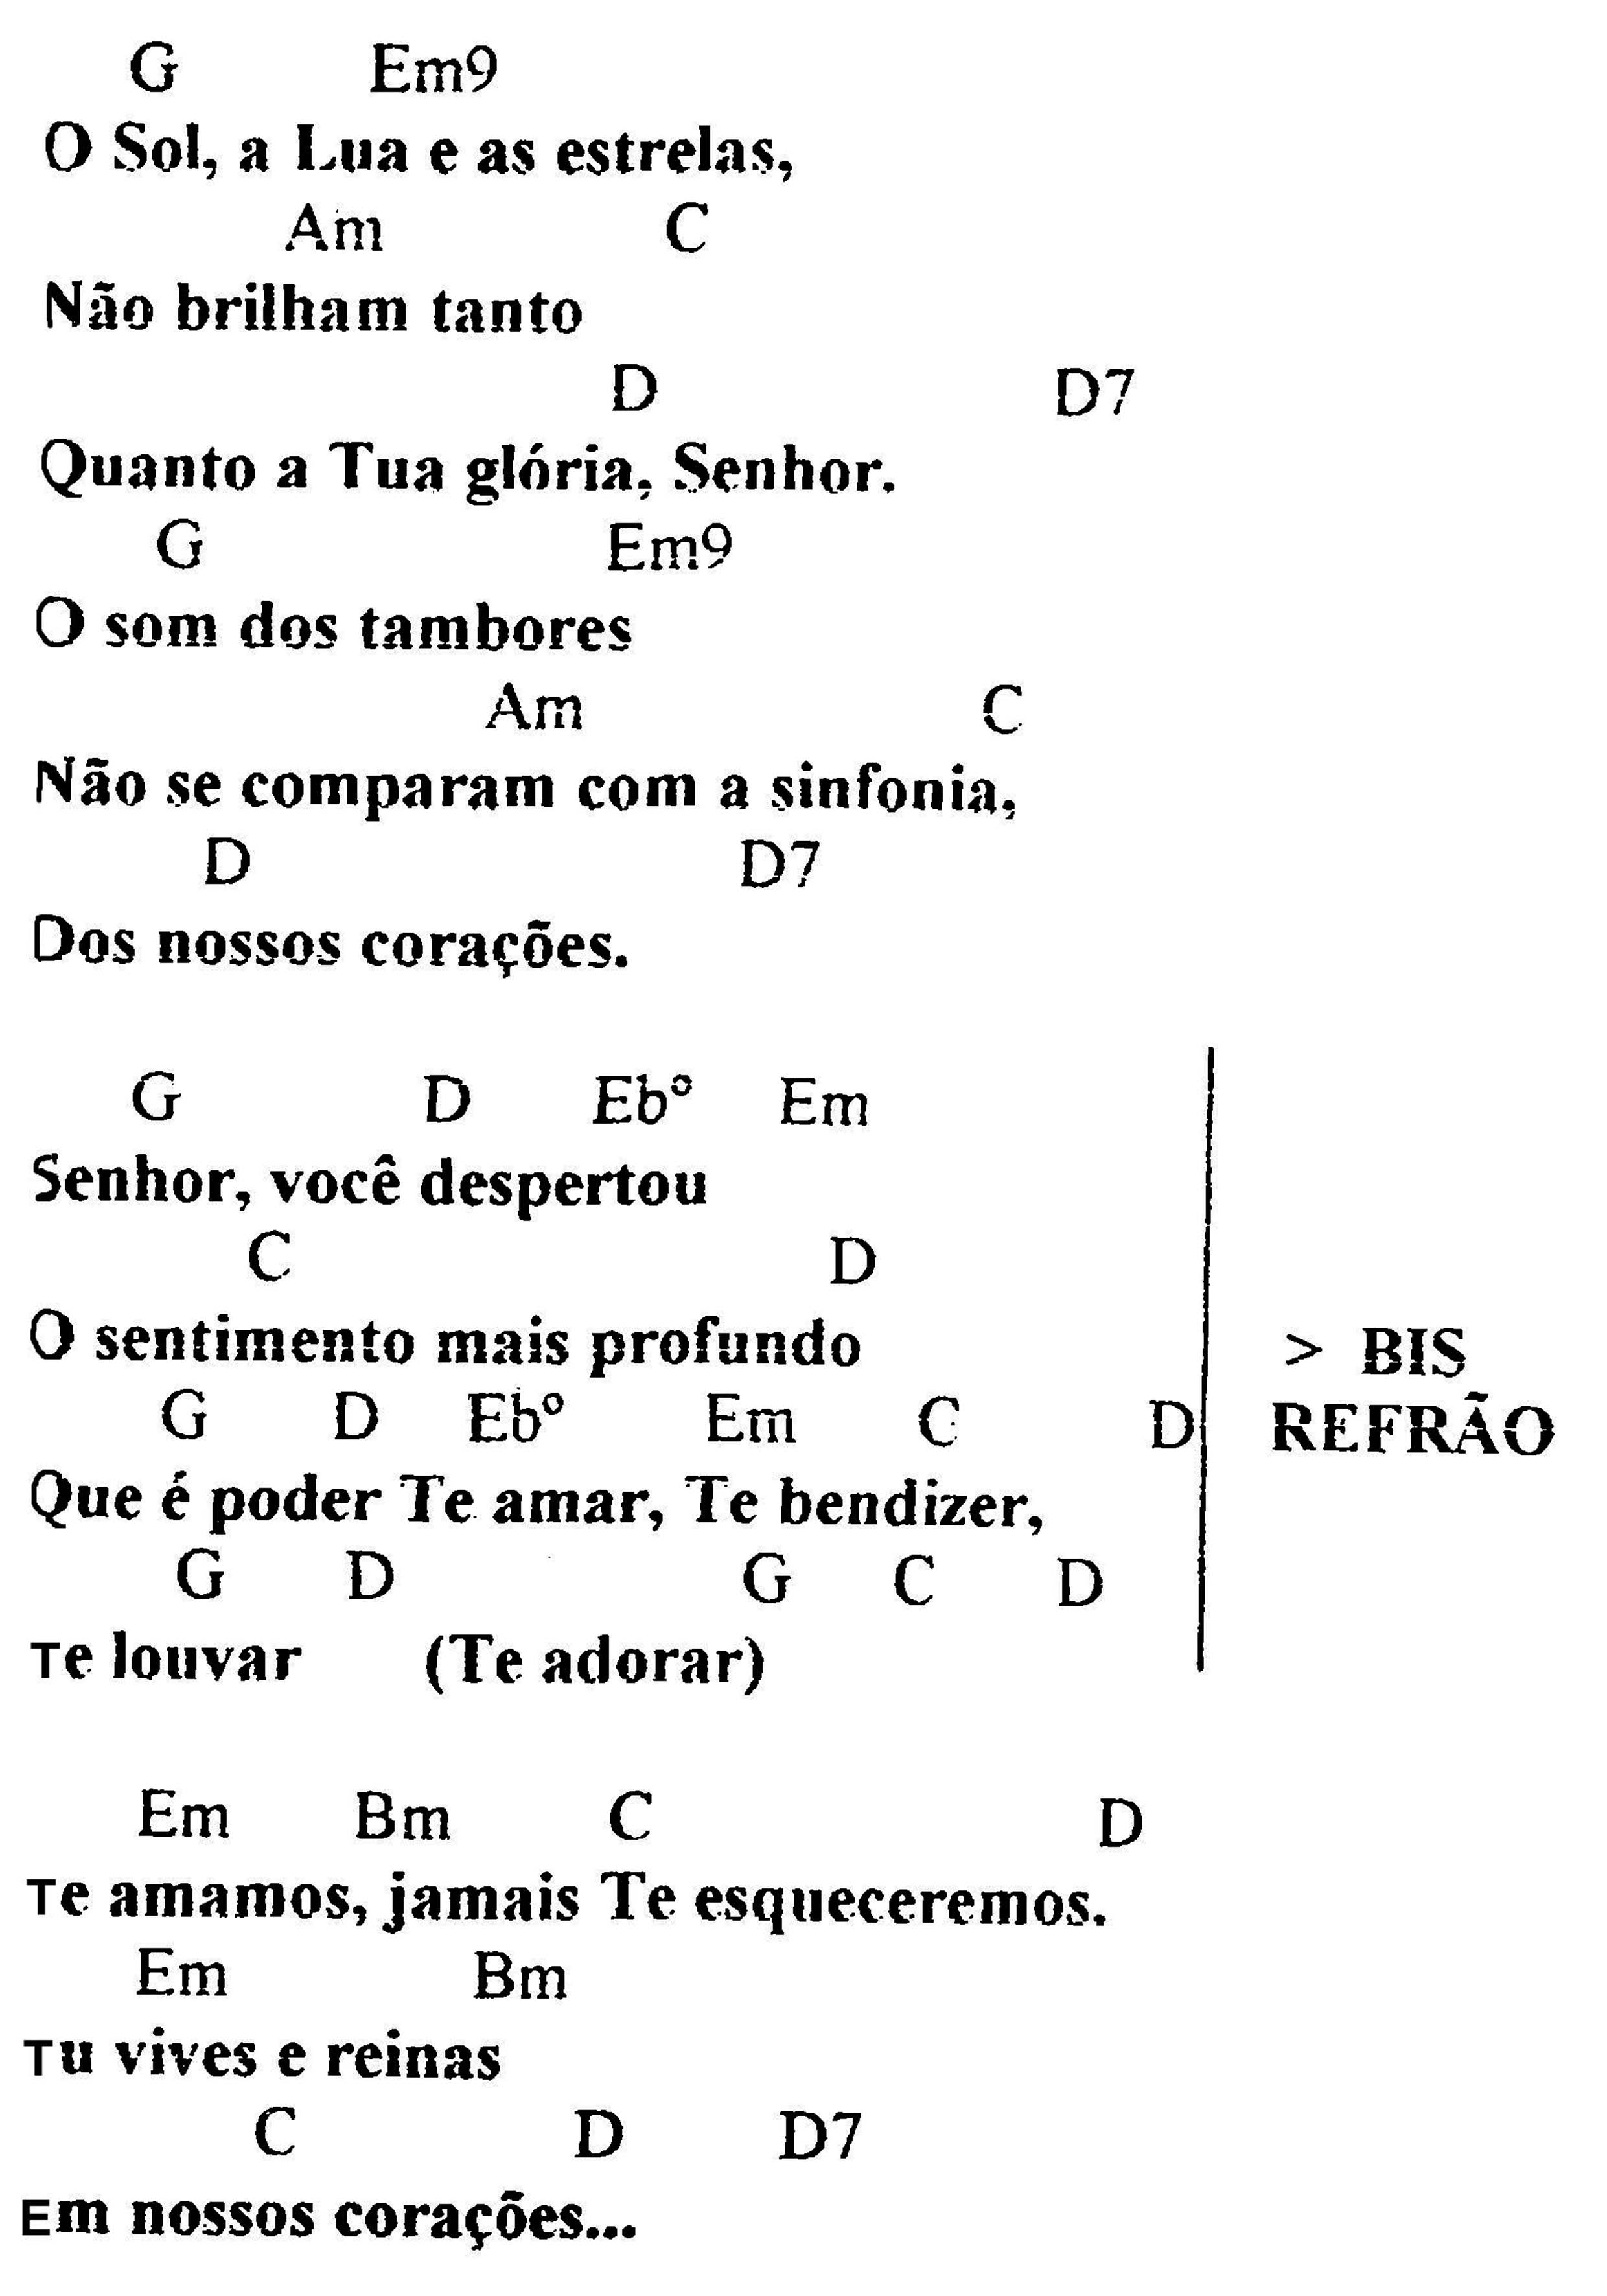 G Em9
O Sol, a Lua e as estrelas,
Am C
Não brilham tanto
D D7
Quanto a Tua glória, Senhor.
G Em9
O som dos tambores
Am C
Não se comparam com a sinfonia,
D D7
Dos nossos corações.
G D Ebº Em
Senhor, você despertou
C D
O sentimento mais profundo
> BIS
G D Ebº Em C D
REFRÃO
Que é poder Te amar, Te bendizer,
G D G C D
Te louvar (Te adorar)
Em Bm C D
Te amamos, jamais Te esqueceremos.
Em Bm
Tu vives e reinas
C D D7
Em nossos corações...